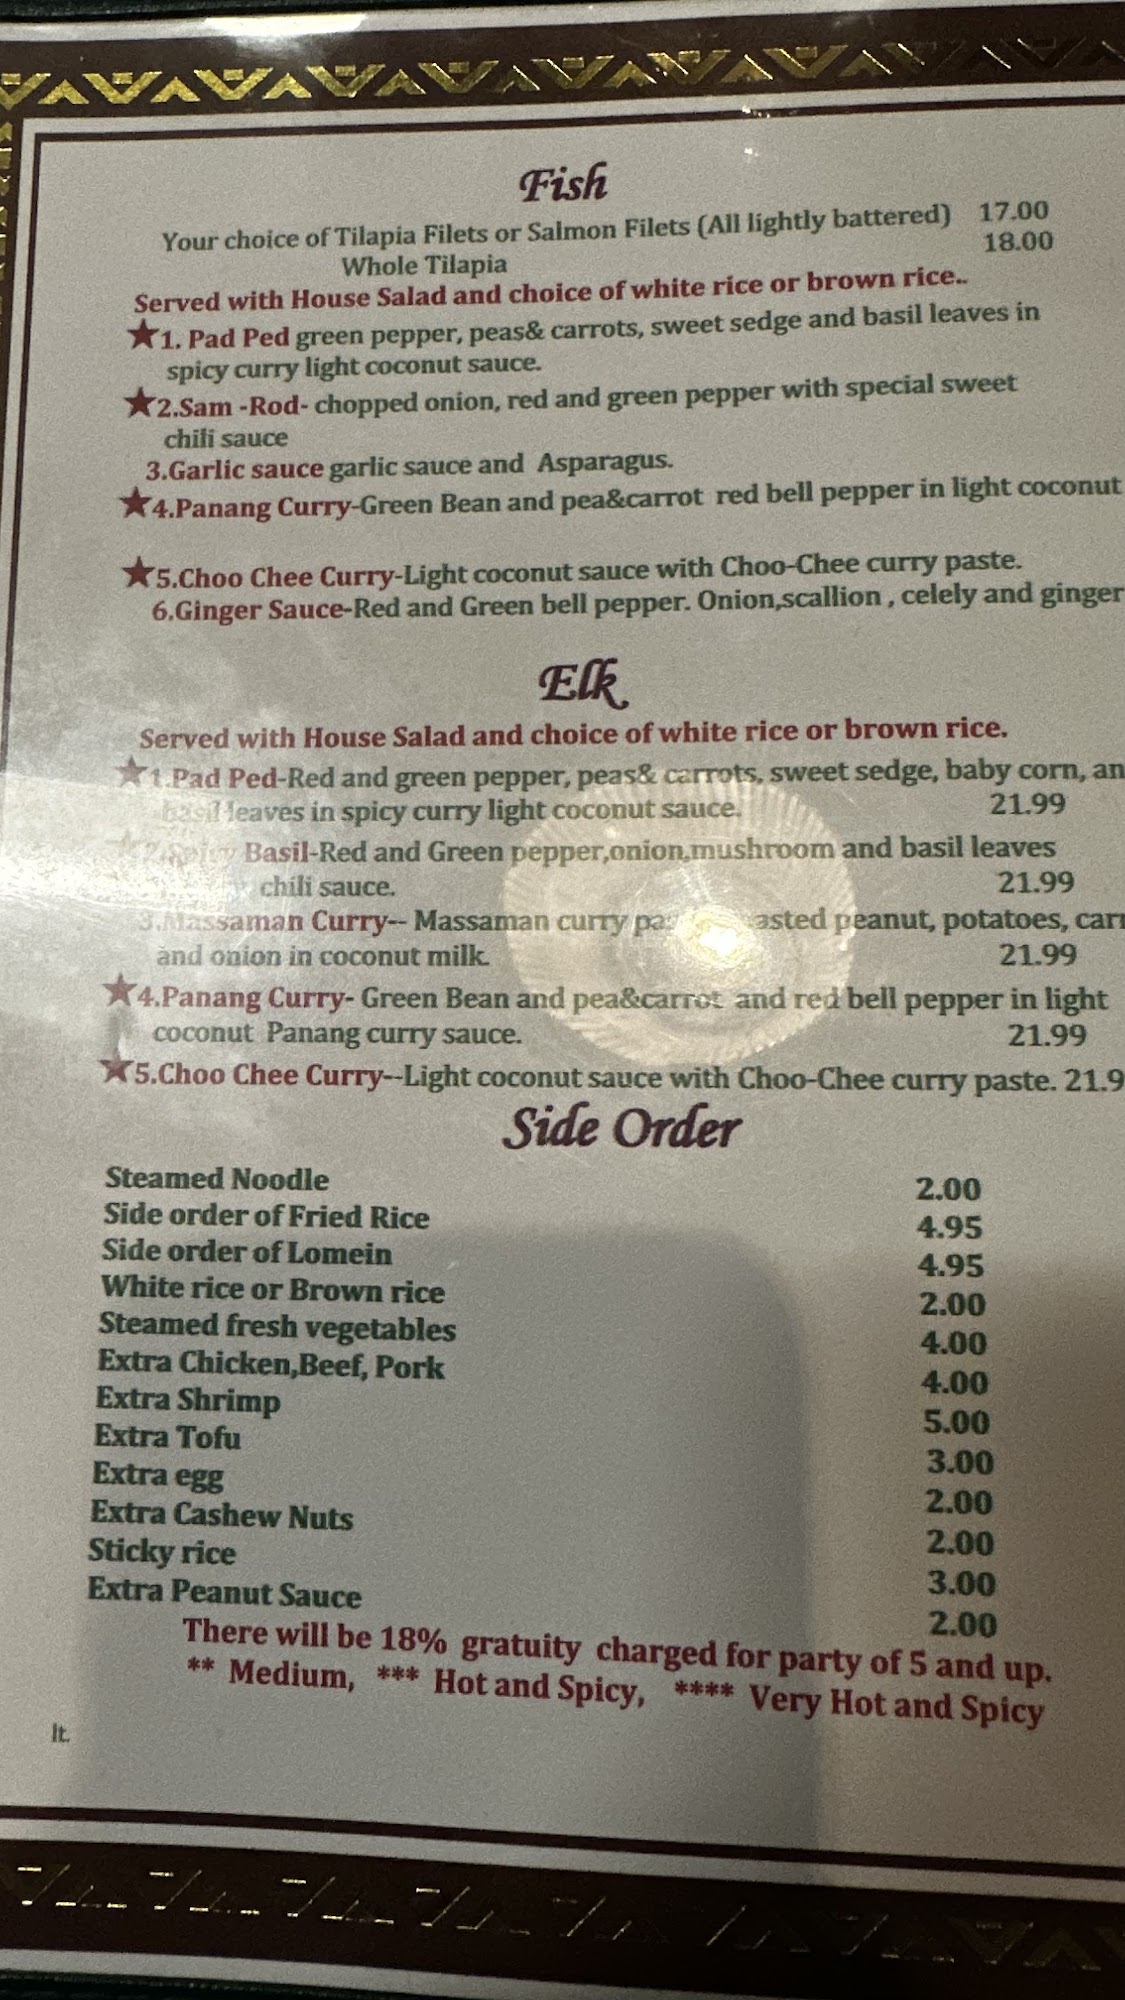 Fish
Your choice of Tilapia Filets or Salmon Filets (All lightly battered) 17.00
Whole Tilapia 18.00
Served with House Salad and choice of white rice or brown rice..
★1. Pad Ped green pepper, peas& carrots, sweet sedge and basil leaves in
spicy curry light coconut sauce.
★2.Sam -Rod- chopped onion, red and green pepper with special sweet
chili sauce
3.Garlic sauce garlic sauce and Asparagus.
★4.Panang Curry-Green Bean and pea&carrot red bell pepper in light coconut
★5.Choo Chee Curry-Light coconut sauce with Choo-Chee curry paste.
6.Ginger Sauce-Red and Green bell pepper. Onion,scallion , celely and ginger
Elk
Served with House Salad and choice of white rice or brown rice.
★1.Pad Ped-Red and green pepper, peas& carrots, sweet sedge, baby corn, an
basil leaves in spicy curry light coconut sauce. 21.99
2.Spicy Basil-Red and Green pepper,onion,mushroom and basil leaves
chili sauce. 21.99
3.Massaman Curry-- Massaman curry peanut, potatoes, carr
and onion in coconut milk. 21.99
★4.Panang Curry- Green Bean and pea&carrot and red bell pepper in light
coconut Panang curry sauce. 21.99
★5.Choo Chee Curry--Light coconut sauce with Choo-Chee curry paste. 21.9
Side Order
Steamed Noodle 2.00
Side order of Fried Rice 4.95
Side order of Lomein 4.95
White rice or Brown rice 2.00
Steamed fresh vegetables 4.00
Extra Chicken,Beef, Pork 4.00
Extra Shrimp 5.00
Extra Tofu 3.00
Extra egg 2.00
Extra Cashew Nuts 2.00
Sticky rice 3.00
Extra Peanut Sauce 2.00
There will be 18% gratuity charged for party of 5 and up.
** Medium, *** Hot and Spicy, **** Very Hot and Spicy
lt.